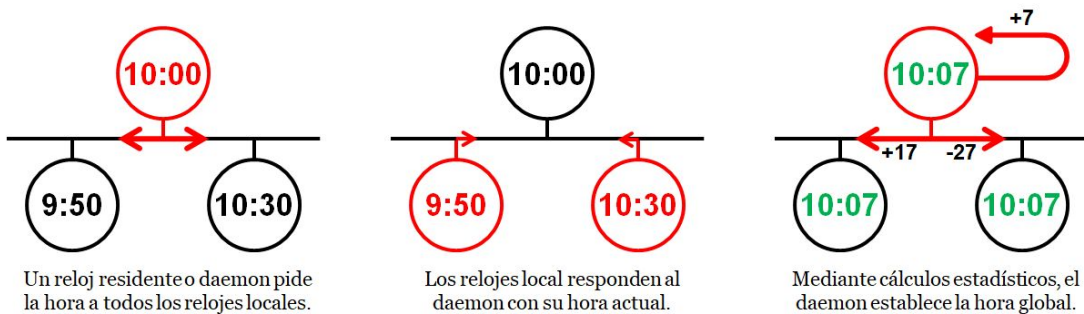 10:00
9:50
10:30
Un reloj residente o daemon pide
la hora a todos los relojes locales.
10:00
9:50
10:30
Los relojes local responden al
daemon con su hora actual.
+7
10:07
+17
-27
10:07
10:07
Mediante cálculos estadísticos, el
daemon establece la hora global.